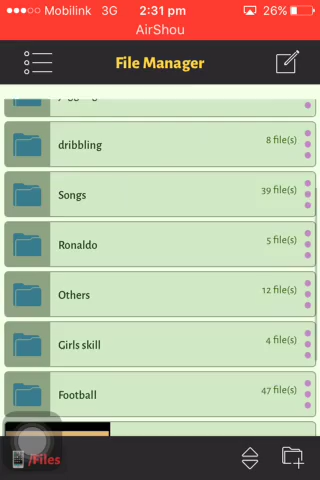 Mobilink 3G 2:31 pm 26%
AirShou
File Manager
dribbling 8 file(s)
Songs 39 file(s)
Ronaldo 5 file(s)
Others 12 file(s)
Girls skill 4 file(s)
Football 47 file(s)
/Files